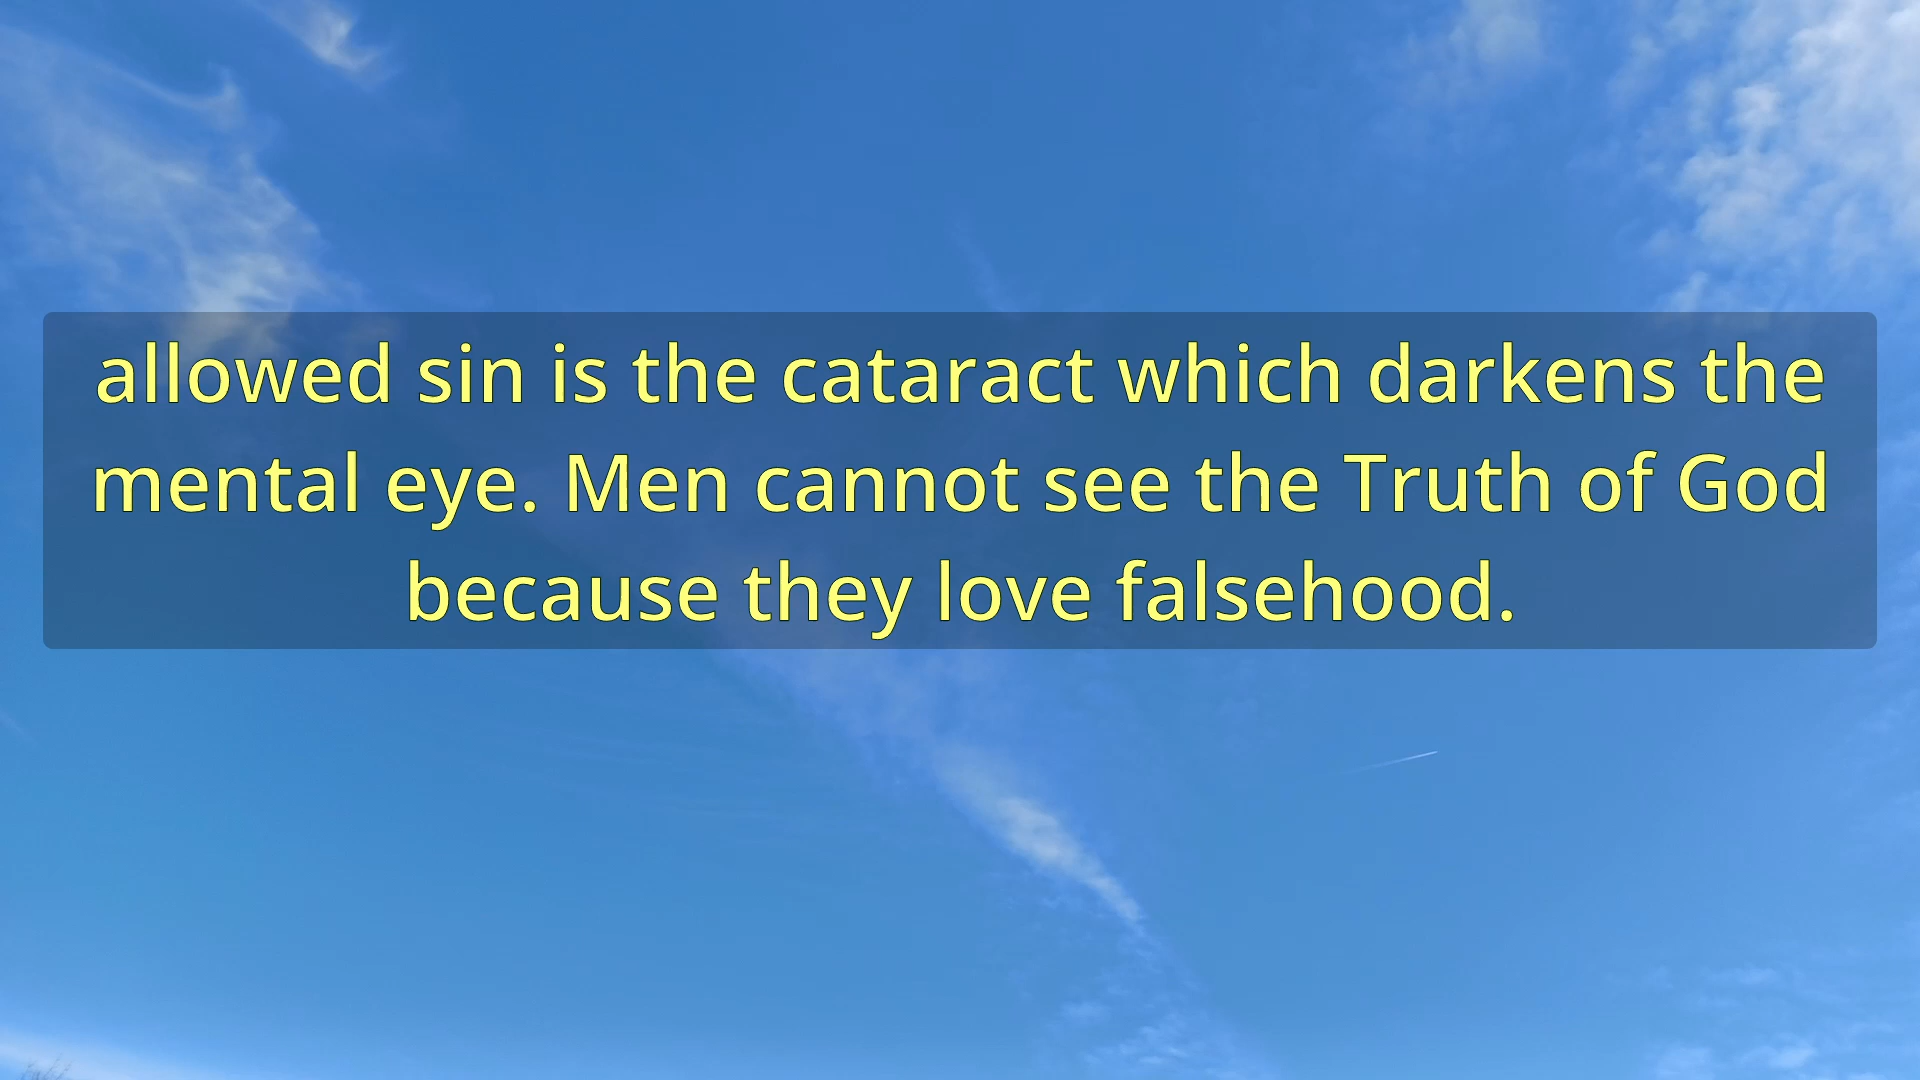 allowed sin is the cataract which darkens the
mental eye. Men cannot see the Truth of God
because they love falsehood.